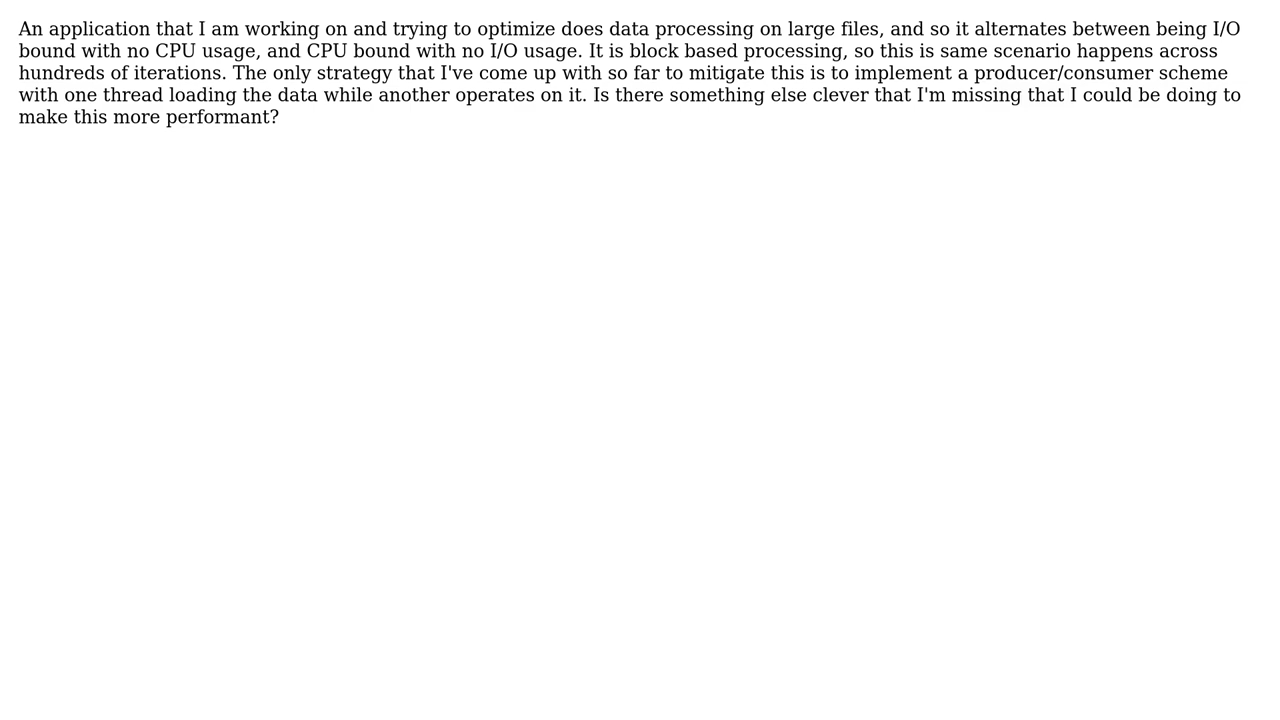 An application that I am working on and trying to optimize does data processing on large files, and so it alternates between being I/O
bound with no CPU usage, and CPU bound with no I/O usage. It is block based processing, so this is same scenario happens across
hundreds of iterations. The only strategy that I've come up with so far to mitigate this is to implement a producer/consumer scheme
with one thread loading the data while another operates on it. Is there something else clever that I'm missing that I could be doing to
make this more performant?